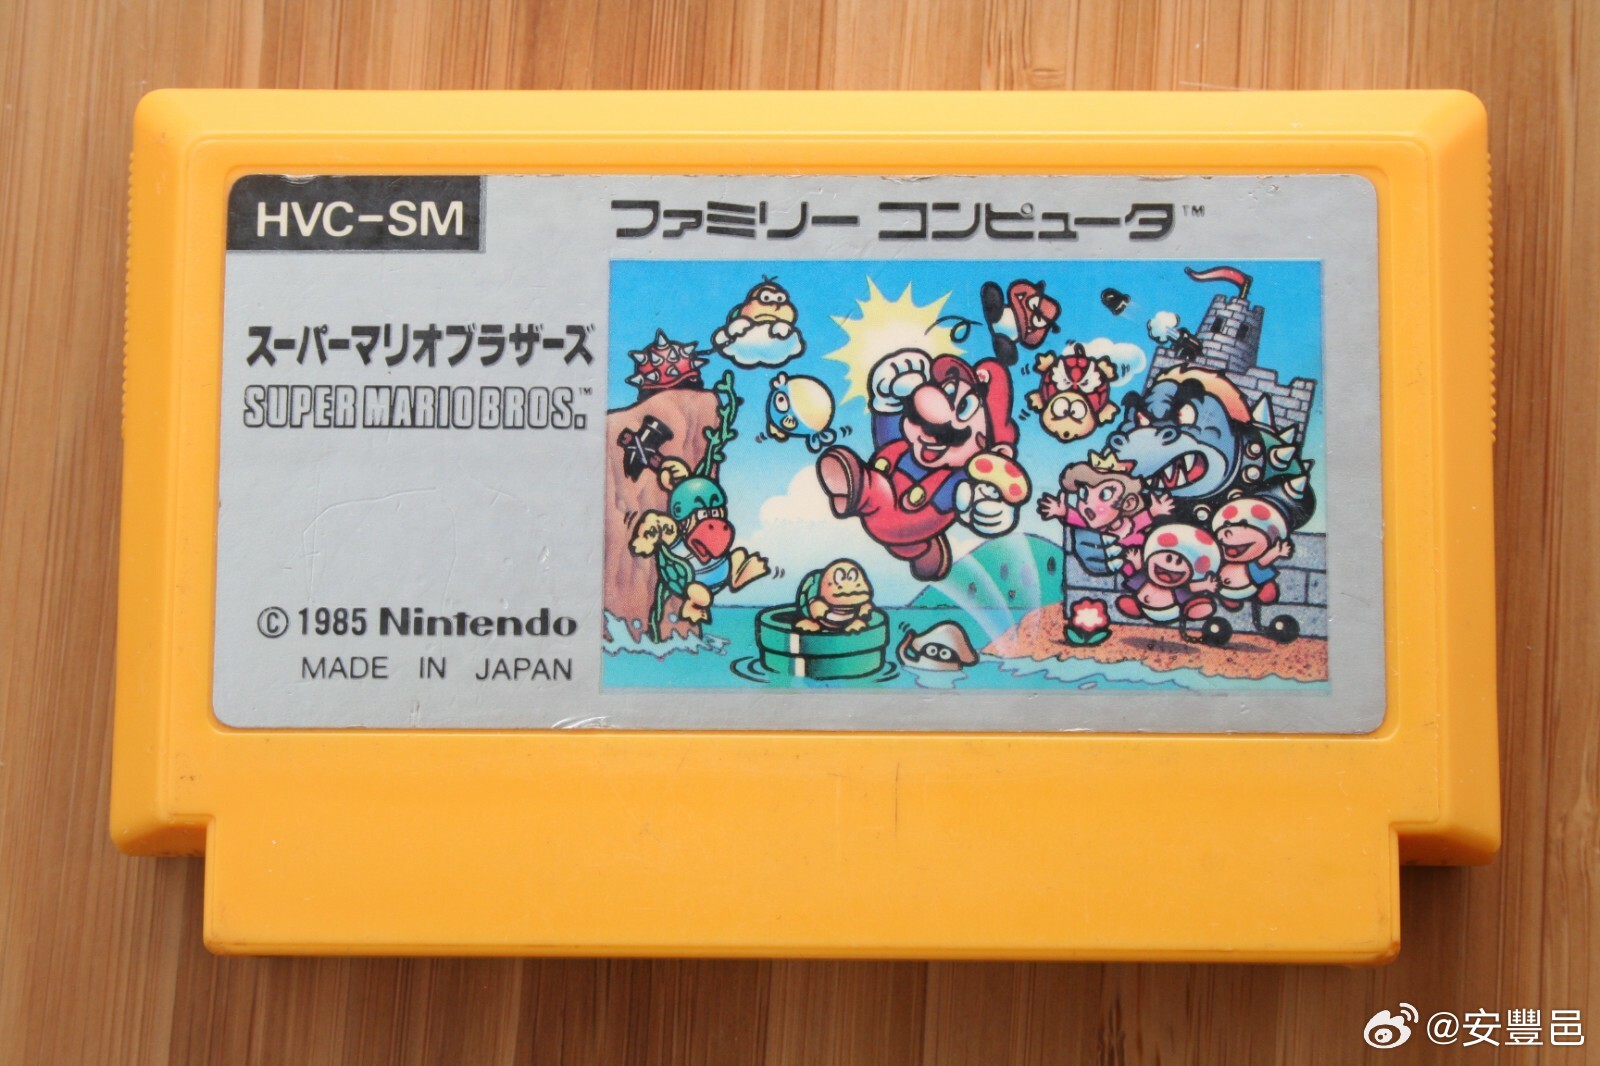 HVC-SM
ファミリー コンピュータ™
スーパーマリオブラザーズ
SUPER MARIO BROS.™
© 1985 Nintendo
MADE IN JAPAN
@安豐邑